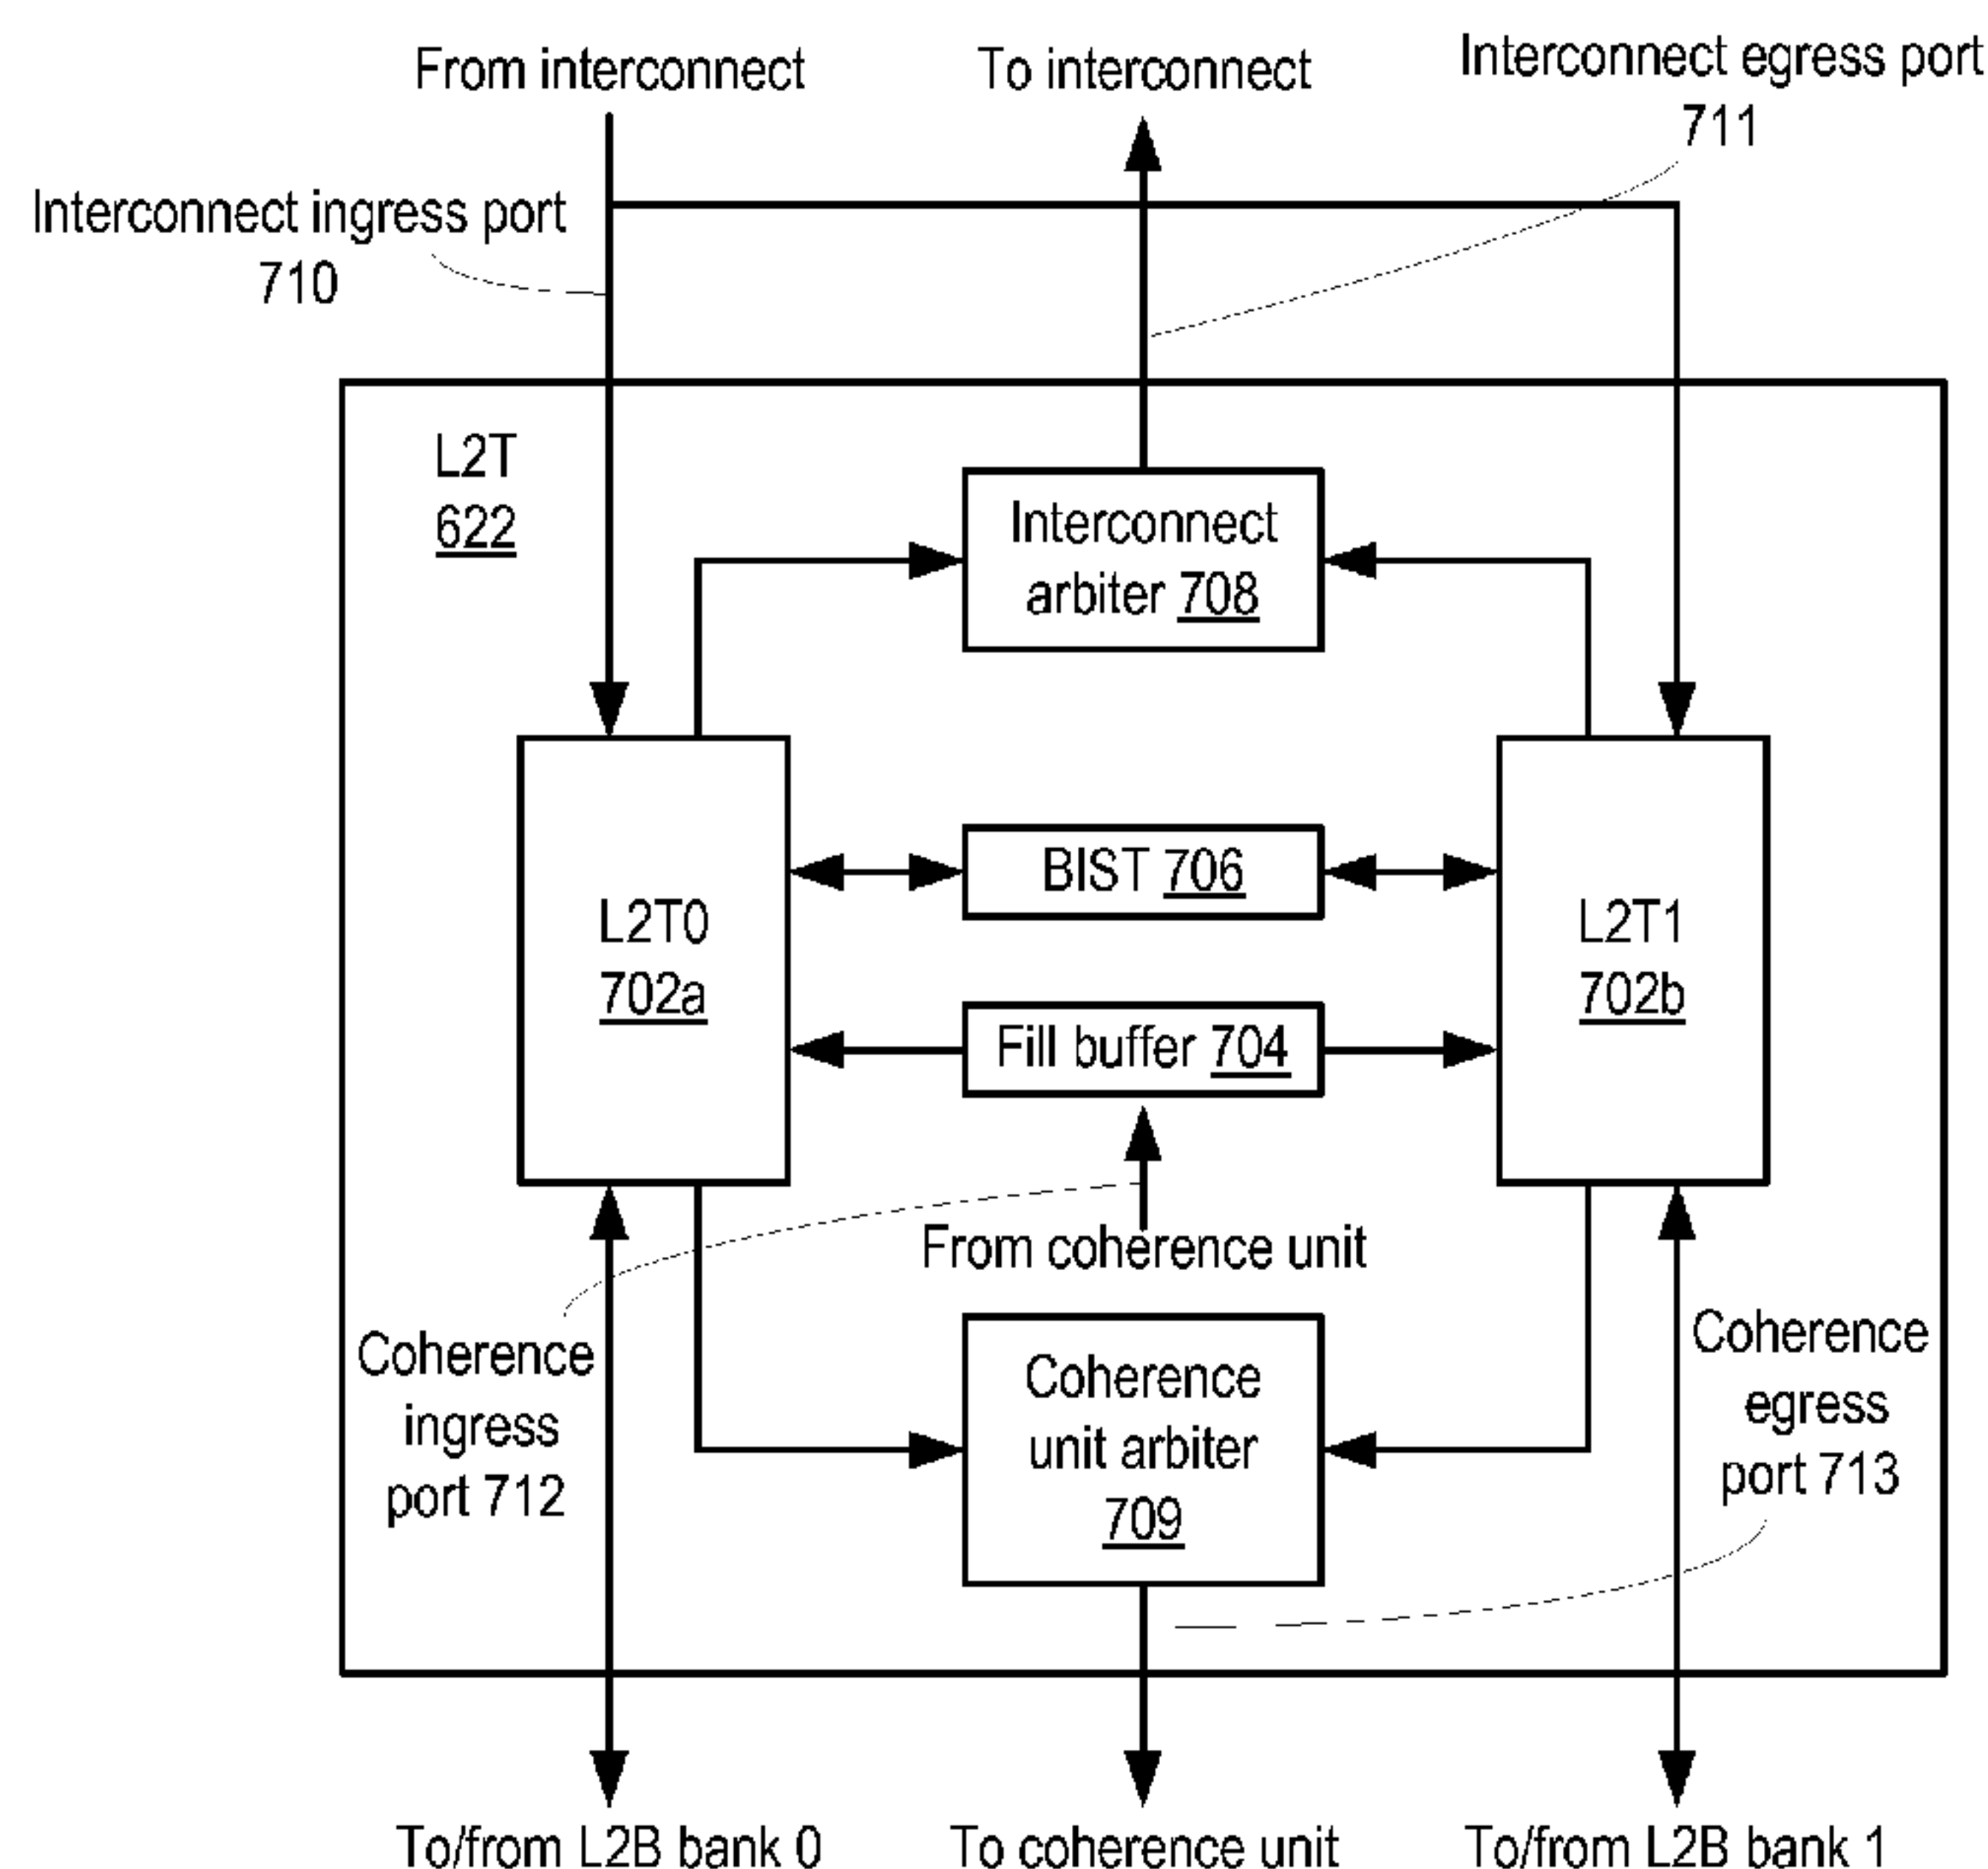 From interconnect
To interconnect
Interconnect egress port
711
Interconnect ingress port
710
L2T
622
Interconnect
arbiter 708
BIST 706
L2T0
702a
L2T1
702b
Fill buffer 704
From coherence unit
Coherence
ingress
port 712
Coherence
unit arbiter
709
Coherence
egress
port 713
To/from L2B bank 0
To coherence unit
To/from L2B bank 1